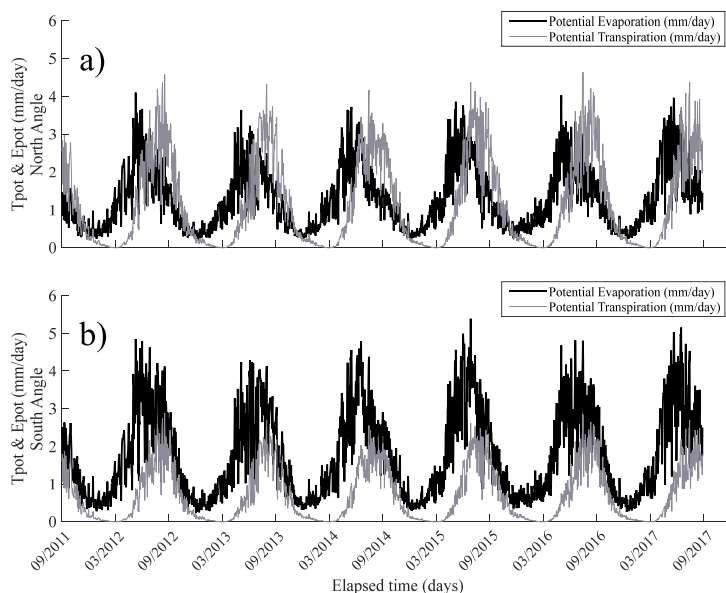 6
5
4
3
2
1
0
Tpot & Epot (mm/day)
North Angle
a)
Potential Evaporation (mm/day)
Potential Transpiration (mm/day)
6
5
4
3
2
1
0
Tpot & Epot (mm/day)
South Angle
b)
Potential Evaporation (mm/day)
Potential Transpiration (mm/day)
09/2011
03/2012
09/2012
03/2013
09/2013
03/2014
09/2014
03/2015
09/2015
03/2016
09/2016
03/2017
09/2017
Elapsed time (days)